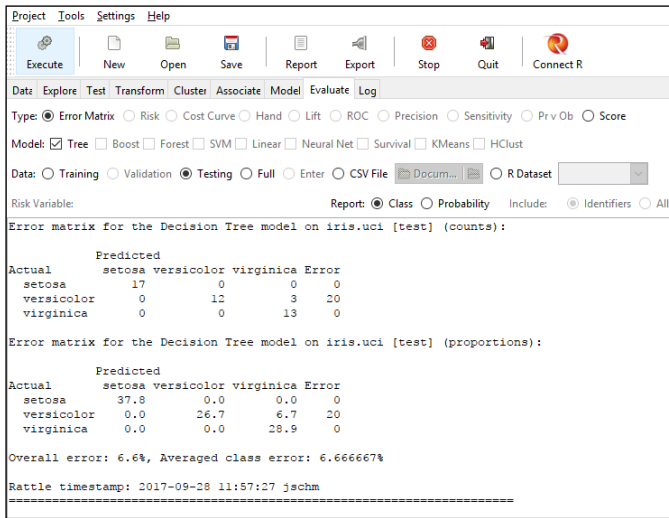 Project Tools Settings Help
Execute New Open Save Report Export Stop Quit Connect R
Data Explore Test Transform Cluster Associate Model Evaluate Log
Type: Error Matrix Risk Cost Curve Hand Lift ROC Precision Sensitivity Pr v Ob Score
Model: Tree Boost Forest SVM Linear Neural Net Survival KMeans HClust
Data: Training Validation Testing Full Enter CSV File Docum... R Dataset
Risk Variable: Report: Class Probability Include: Identifiers All
Error matrix for the Decision Tree model on iris.uci [test] (counts):
Predicted
Actual setosa versicolor virginica Error
setosa 17 0 0 0
versicolor 0 12 3 20
virginica 0 0 13 0
Error matrix for the Decision Tree model on iris.uci [test] (proportions):
Predicted
Actual setosa versicolor virginica Error
setosa 37.8 0.0 0.0 0
versicolor 0.0 26.7 6.7 20
virginica 0.0 0.0 28.9 0
Overall error: 6.6%, Averaged class error: 6.666667%
Rattle timestamp: 2017-09-28 11:57:27 jschm
======================================================================